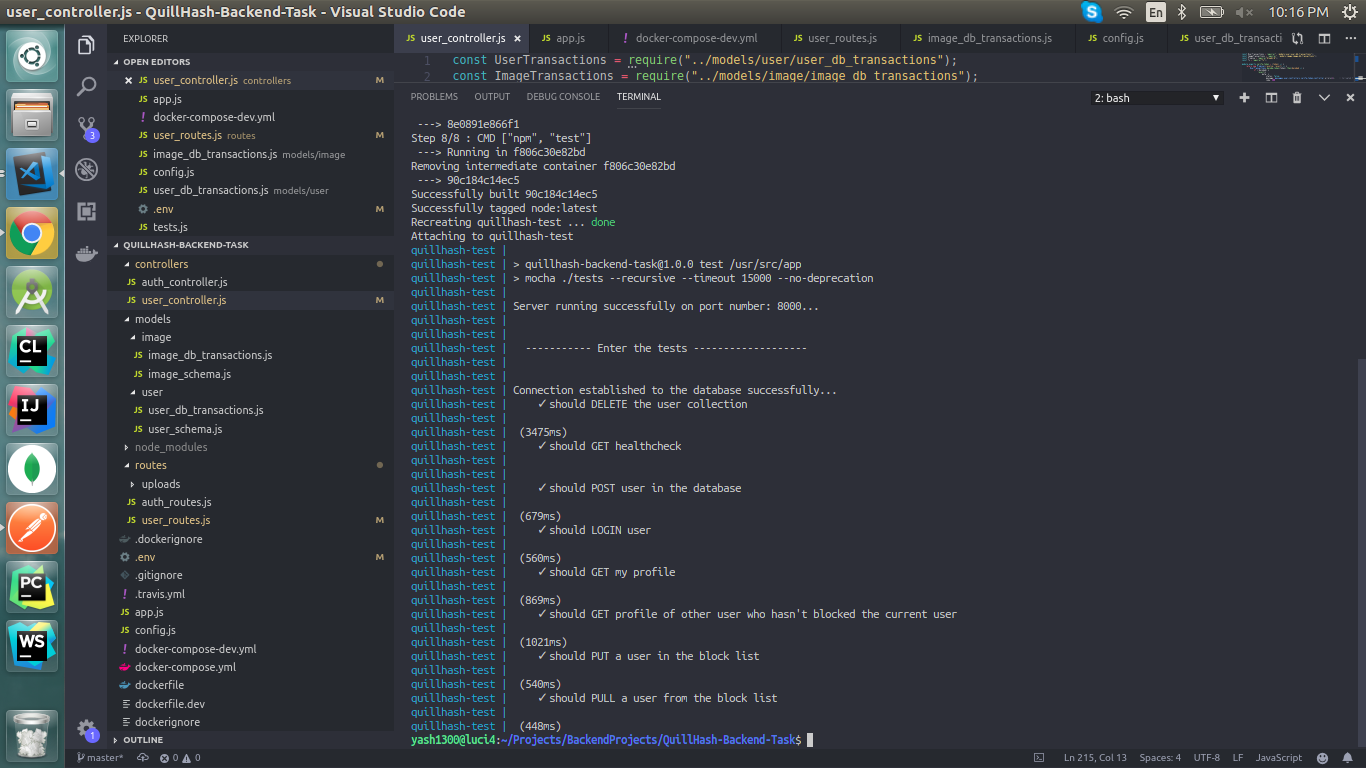 user_controller.js - QuillHash-Backend-Task - Visual Studio Code
En
10:16 PM
EXPLORER
OPEN EDITORS
JS user_controller.js controllers M
JS app.js
! docker-compose-dev.yml
JS user_routes.js routes M
JS image_db_transactions.js models/image
JS config.js
JS user_db_transactions.js models/user
.env M
JS tests.js
QUILLHASH-BACKEND-TASK
controllers
JS auth_controller.js
JS user_controller.js M
models
image
JS image_db_transactions.js
JS image_schema.js
user
JS user_db_transactions.js
JS user_schema.js
node_modules
routes
uploads
JS auth_routes.js
JS user_routes.js M
.dockerignore
.env M
.gitignore
! .travis.yml
JS app.js
JS config.js
! docker-compose-dev.yml
docker-compose.yml
dockerfile
dockerfile.dev
dockerignore
OUTLINE
3
1
CL
IJ
PC
WS
JS user_controller.js
JS app.js
! docker-compose-dev.yml
JS user_routes.js
JS image_db_transactions.js
JS config.js
JS user_db_transacti
1 const UserTransactions = require("../models/user/user_db_transactions");
2 const ImageTransactions = require("../models/image/image_db_transactions");
PROBLEMS OUTPUT DEBUG CONSOLE TERMINAL
2: bash
---> 8e0891e866f1
Step 8/8 : CMD ["npm", "test"]
---> Running in f806c30e82bd
Removing intermediate container f806c30e82bd
---> 90c184c14ec5
Successfully built 90c184c14ec5
Successfully tagged node:latest
Recreating quillhash-test ... done
Attaching to quillhash-test
quillhash-test |
quillhash-test | > quillhash-backend-task@1.0.0 test /usr/src/app
quillhash-test | > mocha ./tests --recursive --timeout 15000 --no-deprecation
quillhash-test |
quillhash-test | Server running successfully on port number: 8000...
quillhash-test |
quillhash-test |
quillhash-test | ----------- Enter the tests -------------------
quillhash-test |
quillhash-test |
quillhash-test | Connection established to the database successfully...
quillhash-test | ✓ should DELETE the user collection
quillhash-test |
quillhash-test | (3475ms)
quillhash-test | ✓ should GET healthcheck
quillhash-test |
quillhash-test |
quillhash-test | ✓ should POST user in the database
quillhash-test |
quillhash-test | (679ms)
quillhash-test | ✓ should LOGIN user
quillhash-test |
quillhash-test | (560ms)
quillhash-test | ✓ should GET my profile
quillhash-test |
quillhash-test | (869ms)
quillhash-test | ✓ should GET profile of other user who hasn't blocked the current user
quillhash-test |
quillhash-test | (1021ms)
quillhash-test | ✓ should PUT a user in the block list
quillhash-test |
quillhash-test | (540ms)
quillhash-test | ✓ should PULL a user from the block list
quillhash-test |
quillhash-test | (448ms)
yash1300@luci4:~/Projects/BackendProjects/QuillHash-Backend-Task$
master* 0 0
Ln 215, Col 13 Spaces: 4 UTF-8 LF JavaScript